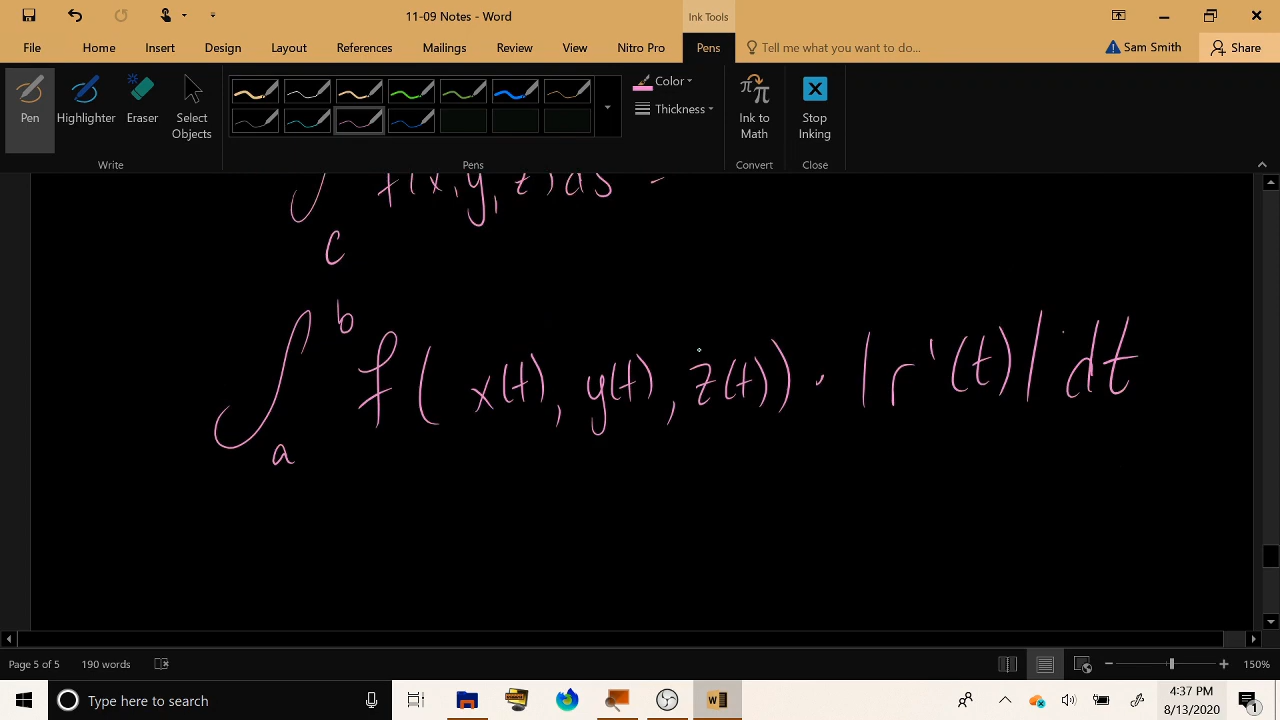 11-09 Notes - Word
Ink Tools
File Home Insert Design Layout References Mailings Review View Nitro Pro Pens Tell me what you want to do... Sam Smith Share
Pen Highlighter Eraser Select Objects
Color
Thickness
Ink to Math
Stop Inking
Write Pens Convert Close
∫ f(x, y, z) ds =
C
∫ₐᵇ f( x(t), y(t), z(t)) · |r'(t)| dt
Page 5 of 5 190 words 150%
Type here to search
4:37 PM
8/13/2020
1